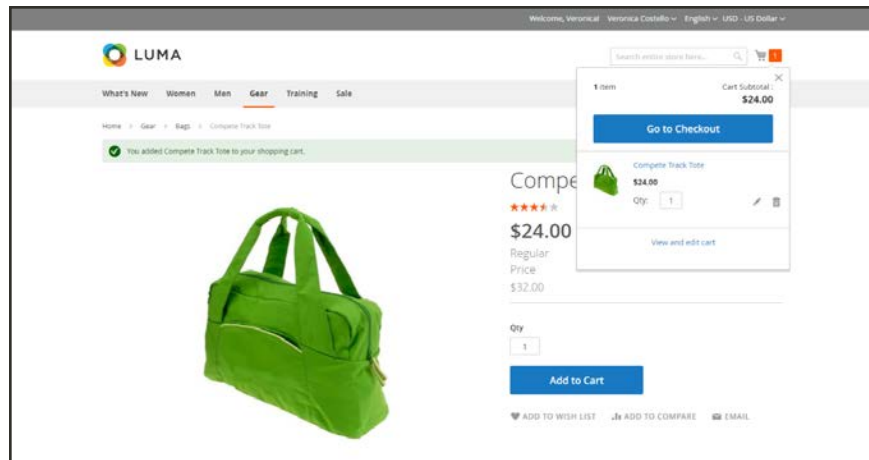 Welcome, Veronica! Veronica Costello English USD - US Dollar
LUMA
Search entire store here...
1
What's New Women Men Gear Training Sale
1 item
Cart Subtotal :
$24.00
Go to Checkout
Home > Gear > Bags > Compete Track Tote
You added Compete Track Tote to your shopping cart.
Compete Track Tote
$24.00
Qty: 1
View and edit cart
Compe
$24.00
Regular
Price
$32.00
Qty
1
Add to Cart
ADD TO WISH LIST ADD TO COMPARE EMAIL